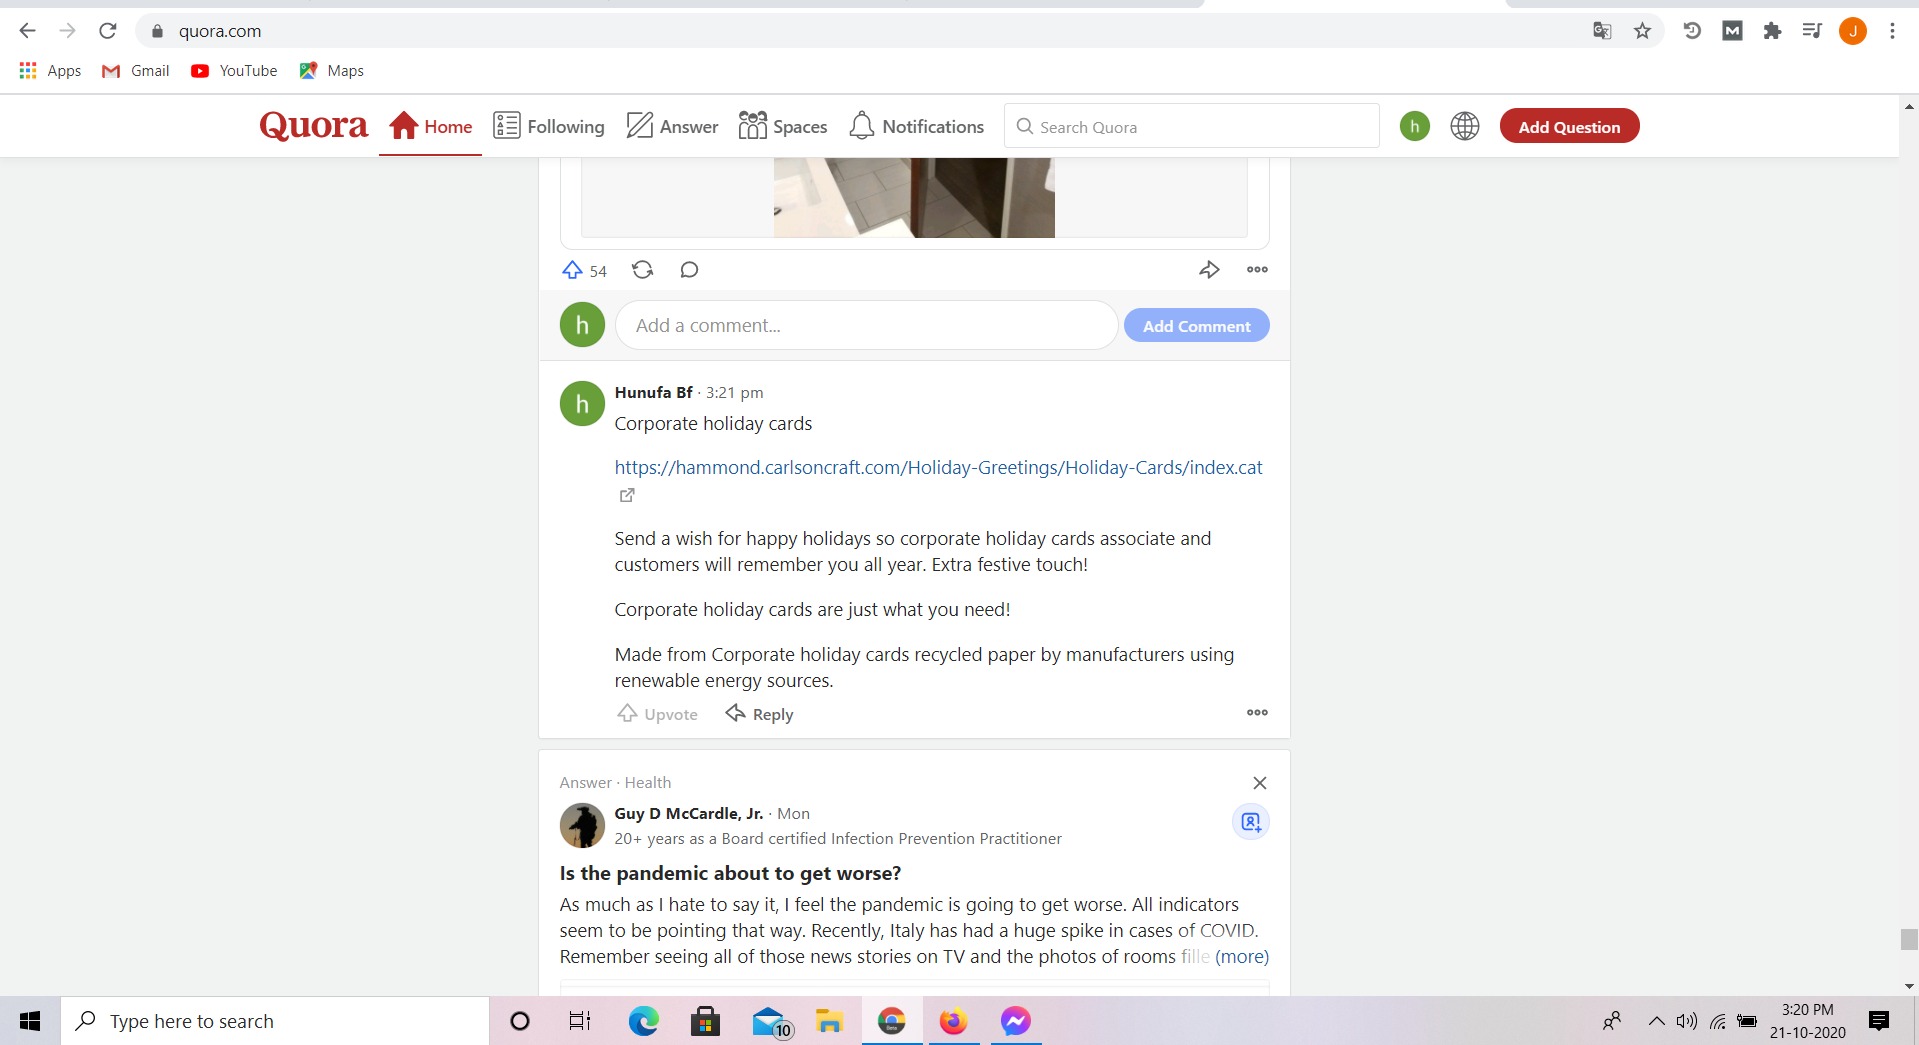 quora.com
J
Apps
Gmail
YouTube
Maps
Quora
Home
Following
Answer
Spaces
Notifications
Search Quora
h
Add Question
54
h
Add a comment...
Add Comment
h
Hunufa Bf · 3:21 pm
Corporate holiday cards
https://hammond.carlsoncraft.com/Holiday-Greetings/Holiday-Cards/index.cat
Send a wish for happy holidays so corporate holiday cards associate and
customers will remember you all year. Extra festive touch!
Corporate holiday cards are just what you need!
Made from Corporate holiday cards recycled paper by manufacturers using
renewable energy sources.
Upvote
Reply
Answer · Health
Guy D McCardle, Jr. · Mon
20+ years as a Board certified Infection Prevention Practitioner
Is the pandemic about to get worse?
As much as I hate to say it, I feel the pandemic is going to get worse. All indicators
seem to be pointing that way. Recently, Italy has had a huge spike in cases of COVID.
Remember seeing all of those news stories on TV and the photos of rooms fille (more)
Type here to search
10
3:20 PM
21-10-2020